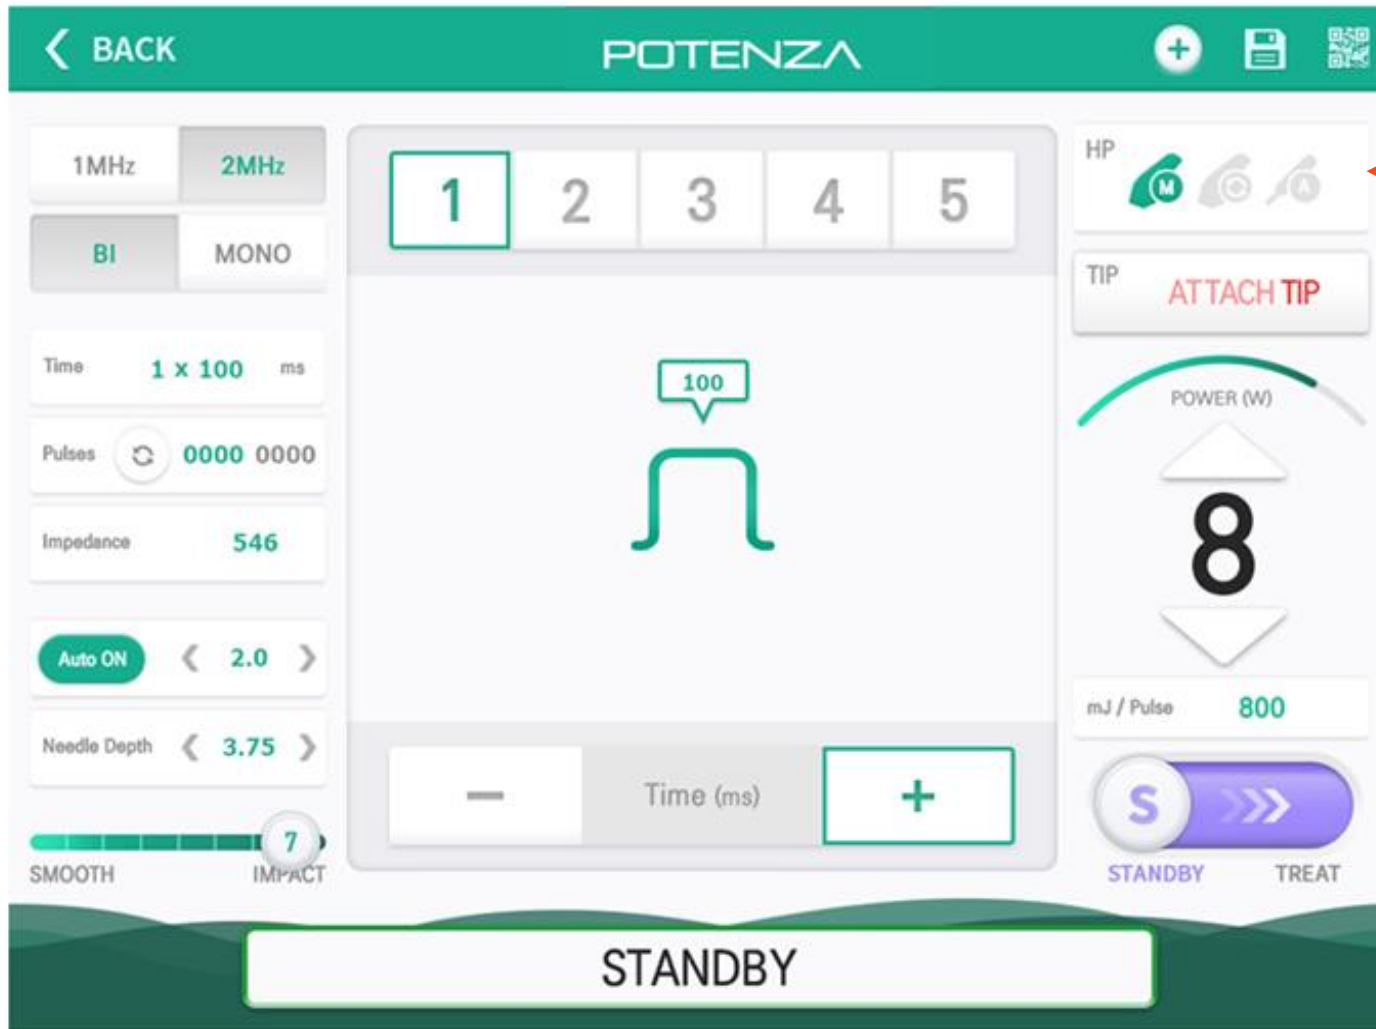 BACK
POTENZA
1MHz 2MHz
BI MONO
Time 1 x 100 ms
Pulses 0000 0000
Impedance 546
Auto ON 2.0
Needle Depth 3.75
7
SMOOTH IMPACT
1 2 3 4 5
100
− Time (ms) +
HP M A
TIP ATTACH TIP
POWER (W)
8
mJ / Pulse 800
S
STANDBY TREAT
STANDBY